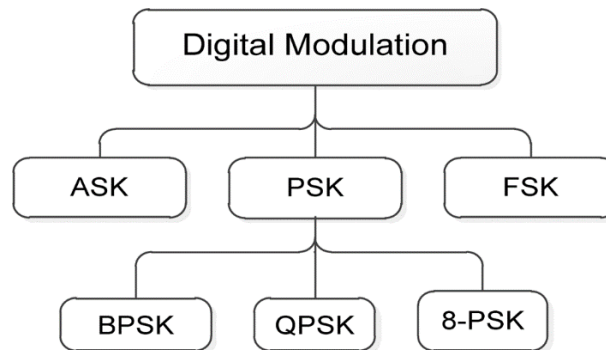 Digital Modulation
ASK
PSK
FSK
BPSK
QPSK
8-PSK